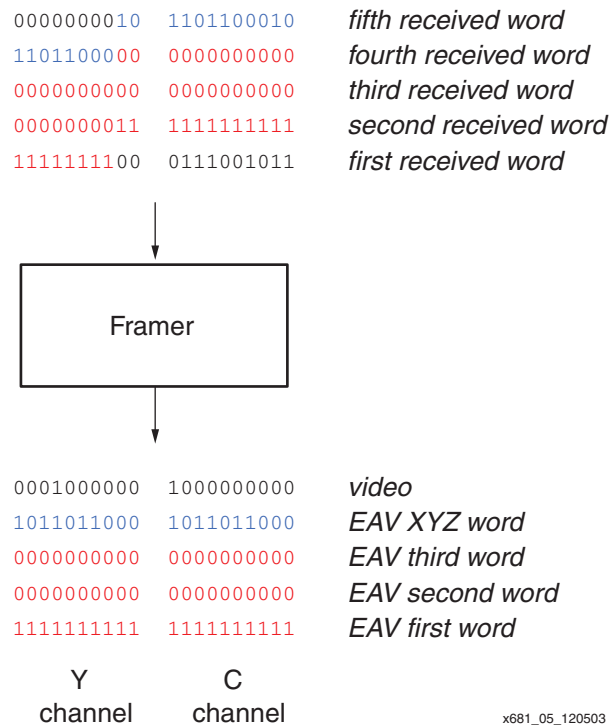 0000000010 1101100010 fifth received word
1101100000 0000000000 fourth received word
0000000000 0000000000 third received word
0000000011 1111111111 second received word
1111111100 0111001011 first received word
Framer
0001000000 1000000000 video
1011011000 1011011000 EAV XYZ word
0000000000 0000000000 EAV third word
0000000000 0000000000 EAV second word
1111111111 1111111111 EAV first word
Y C
channel channel
x681_05_120503